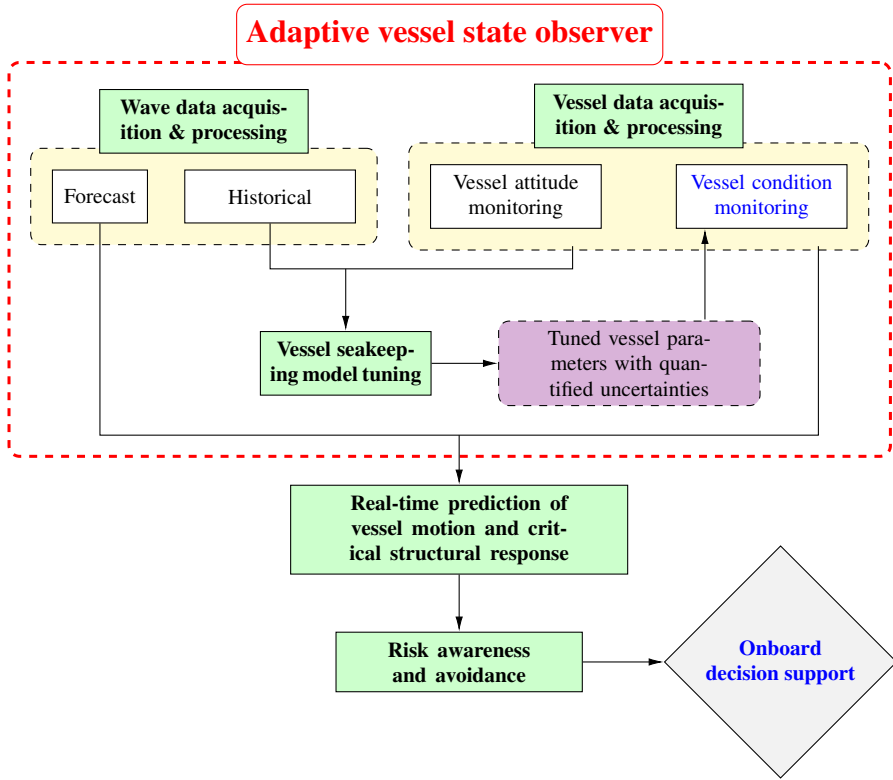 Adaptive vessel state observer
Wave data acquis-
ition & processing
Vessel data acqu-
isition & processing
Forecast
Historical
Vessel attitude
monitoring
Vessel condition
monitoring
Vessel seakeep-
ing model tuning
Tuned vessel para-
meters with quan-
tified uncertainties
Real-time prediction of
vessel motion and crit-
ical structural response
Risk awareness
and avoidance
Onboard
decision support